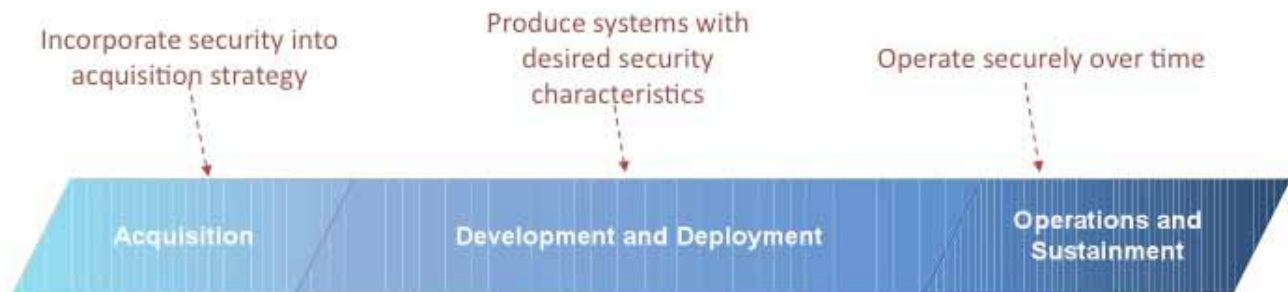 Incorporate security into
acquisition strategy
Produce systems with
desired security
characteristics
Operate securely over time
Acquisition
Development and Deployment
Operations and
Sustainment